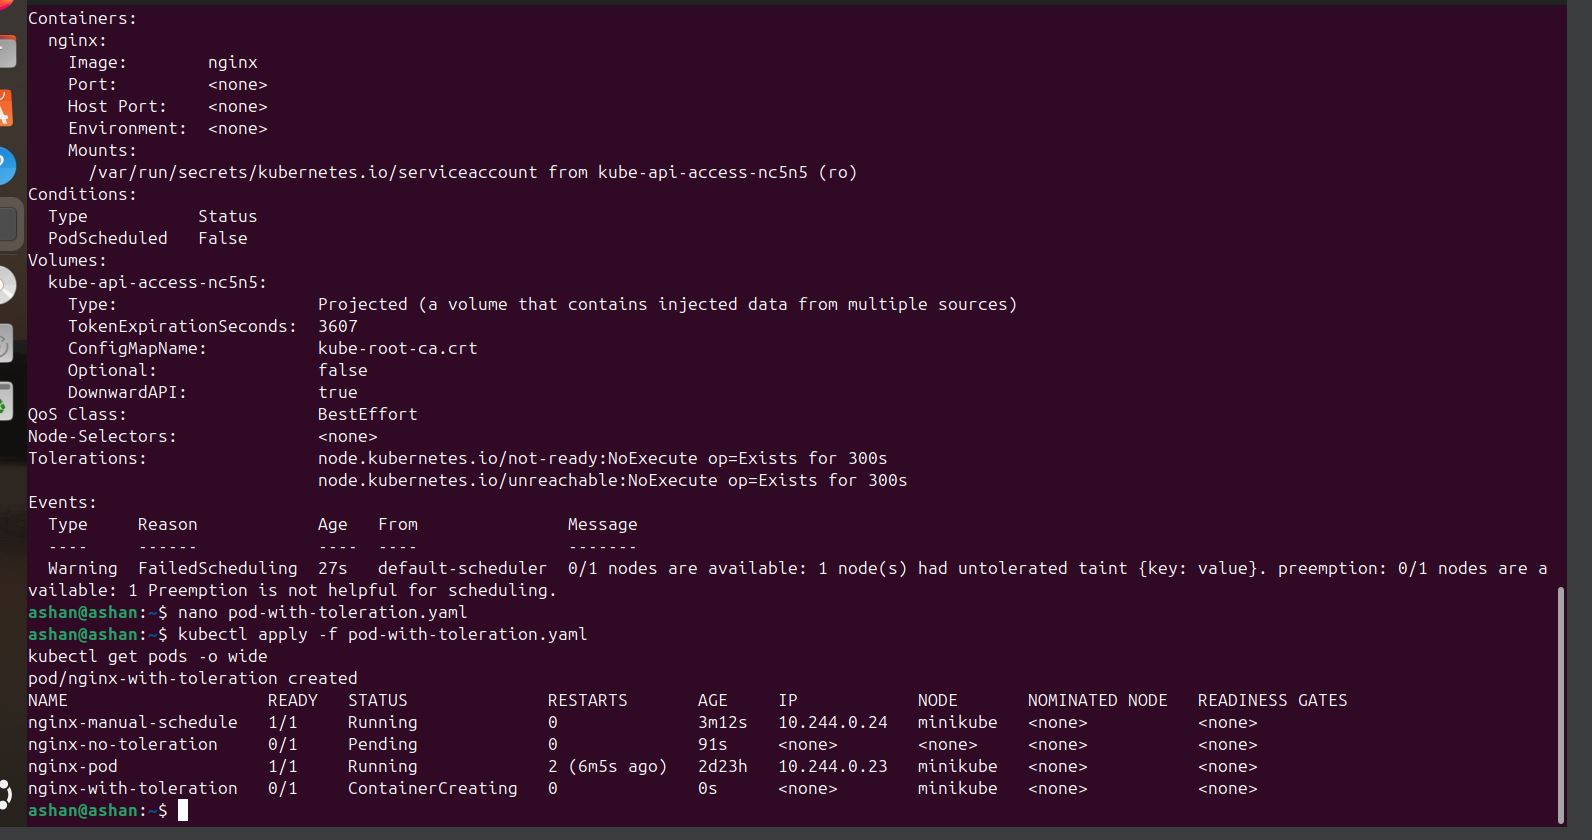 Containers:
  nginx:
    Image:        nginx
    Port:         <none>
    Host Port:    <none>
    Environment:  <none>
    Mounts:
      /var/run/secrets/kubernetes.io/serviceaccount from kube-api-access-nc5n5 (ro)
Conditions:
  Type           Status
  PodScheduled   False
Volumes:
  kube-api-access-nc5n5:
    Type:                    Projected (a volume that contains injected data from multiple sources)
    TokenExpirationSeconds:  3607
    ConfigMapName:           kube-root-ca.crt
    Optional:                false
    DownwardAPI:             true
QoS Class:                   BestEffort
Node-Selectors:              <none>
Tolerations:                 node.kubernetes.io/not-ready:NoExecute op=Exists for 300s
                             node.kubernetes.io/unreachable:NoExecute op=Exists for 300s
Events:
  Type     Reason            Age   From               Message
  ----     ------            ----  ----               -------
  Warning  FailedScheduling  27s   default-scheduler  0/1 nodes are available: 1 node(s) had untolerated taint {key: value}. preemption: 0/1 nodes are a
vailable: 1 Preemption is not helpful for scheduling.
ashan@ashan:~$ nano pod-with-toleration.yaml
ashan@ashan:~$ kubectl apply -f pod-with-toleration.yaml
kubectl get pods -o wide
pod/nginx-with-toleration created
NAME                    READY   STATUS              RESTARTS       AGE     IP            NODE       NOMINATED NODE   READINESS GATES
nginx-manual-schedule   1/1     Running             0              3m12s   10.244.0.24   minikube   <none>           <none>
nginx-no-toleration     0/1     Pending             0              91s     <none>        <none>     <none>           <none>
nginx-pod               1/1     Running             2 (6m5s ago)   2d23h   10.244.0.23   minikube   <none>           <none>
nginx-with-toleration   0/1     ContainerCreating   0              0s      <none>        minikube   <none>           <none>
ashan@ashan:~$